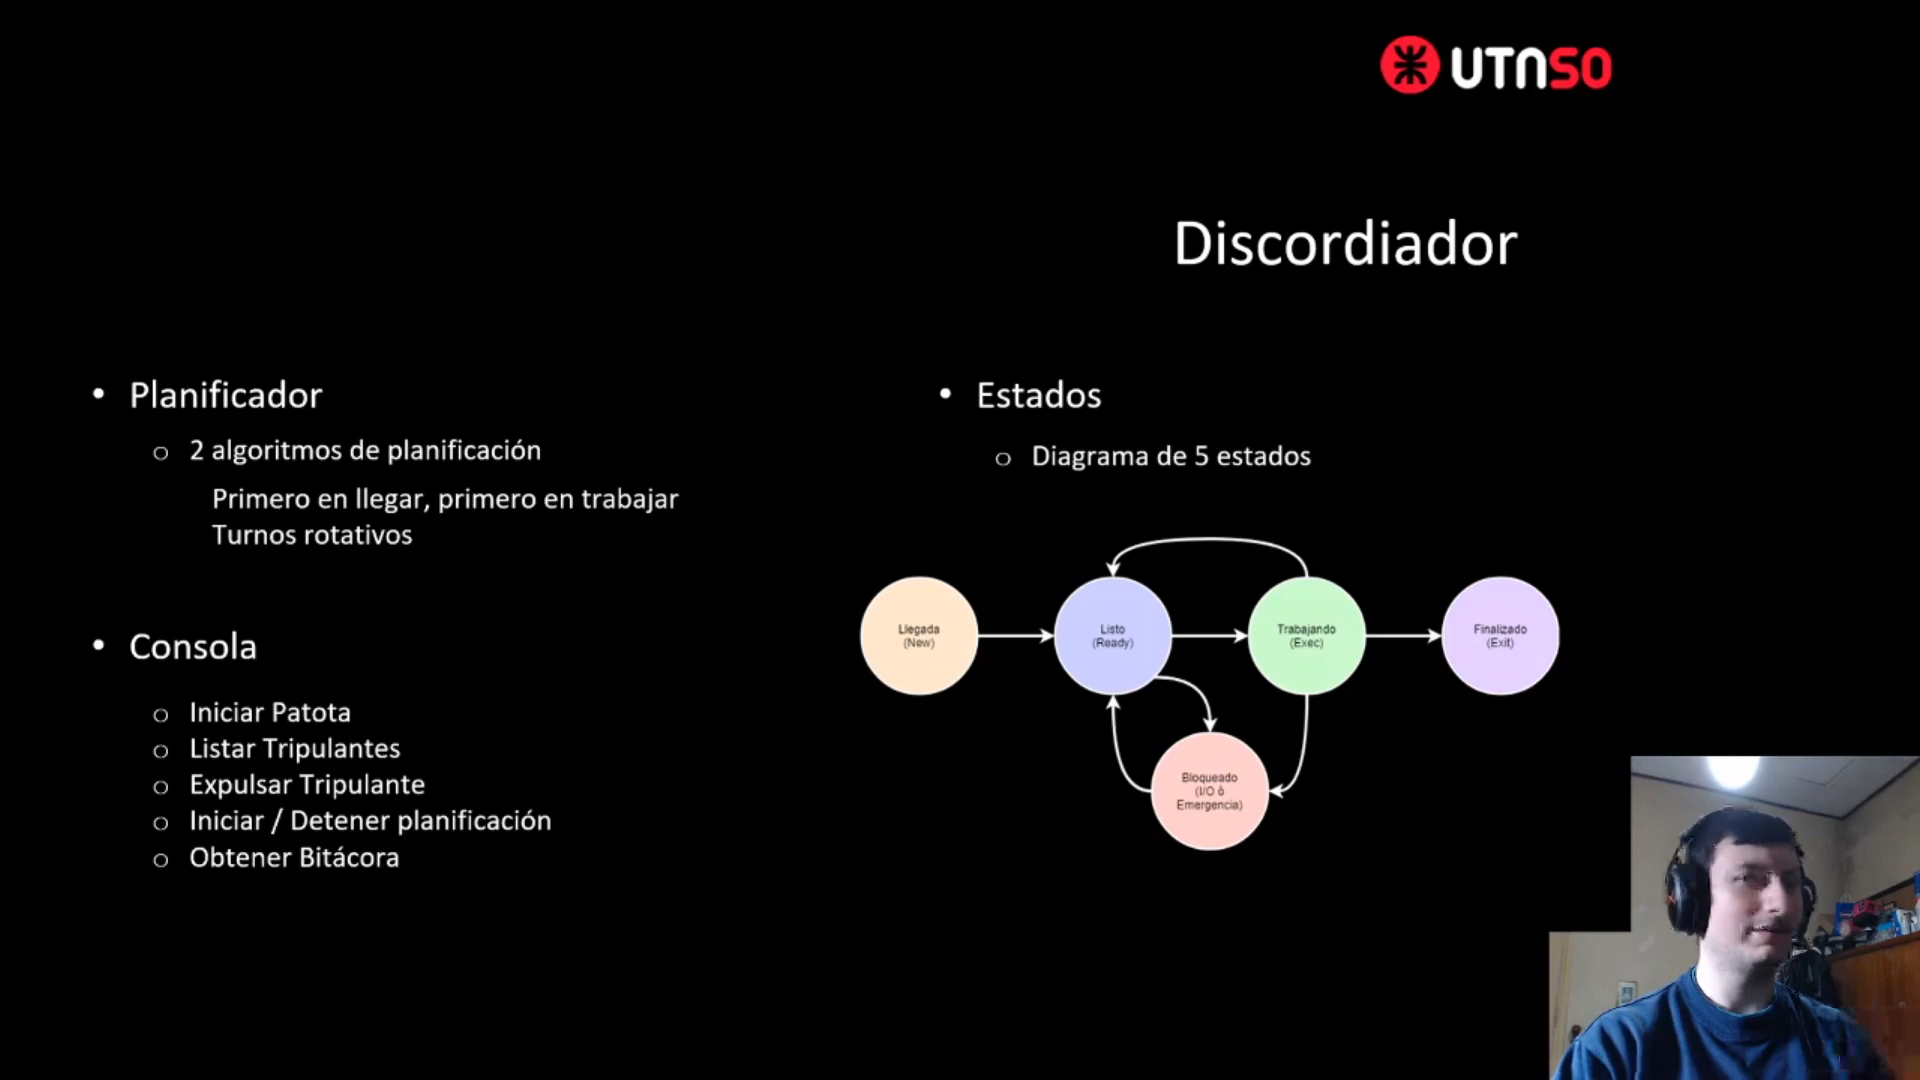 UTNSO
Discordiador
• Planificador
o 2 algoritmos de planificación
Primero en llegar, primero en trabajar
Turnos rotativos
• Consola
o Iniciar Patota
o Listar Tripulantes
o Expulsar Tripulante
o Iniciar / Detener planificación
o Obtener Bitácora
• Estados
o Diagrama de 5 estados
Llegada
(New)
Listo
(Ready)
Trabajando
(Exec)
Finalizado
(Exit)
Bloqueado
(I/O ò
Emergencia)